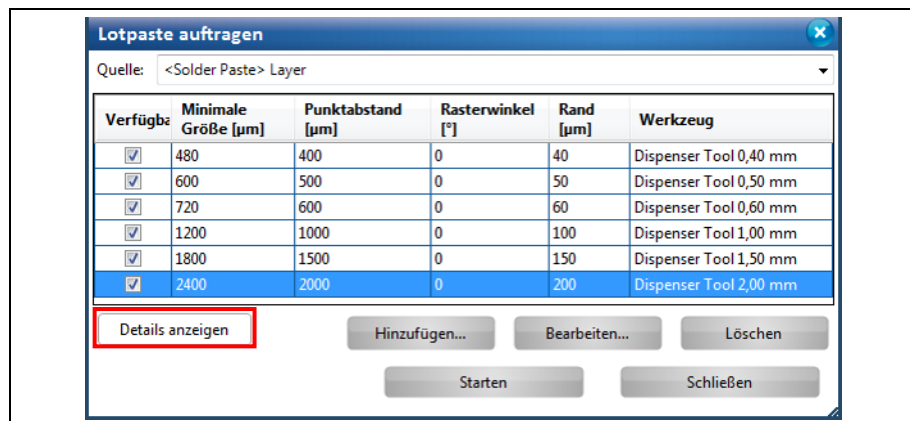 Lotpaste auftragen
Quelle: <Solder Paste> Layer
Verfügba Minimale Größe [µm] Punktabstand [µm] Rasterwinkel [°] Rand [µm] Werkzeug
480 400 0 40 Dispenser Tool 0,40 mm
600 500 0 50 Dispenser Tool 0,50 mm
720 600 0 60 Dispenser Tool 0,60 mm
1200 1000 0 100 Dispenser Tool 1,00 mm
1800 1500 0 150 Dispenser Tool 1,50 mm
2400 2000 0 200 Dispenser Tool 2,00 mm
Details anzeigen Hinzufügen... Bearbeiten... Löschen
Starten Schließen